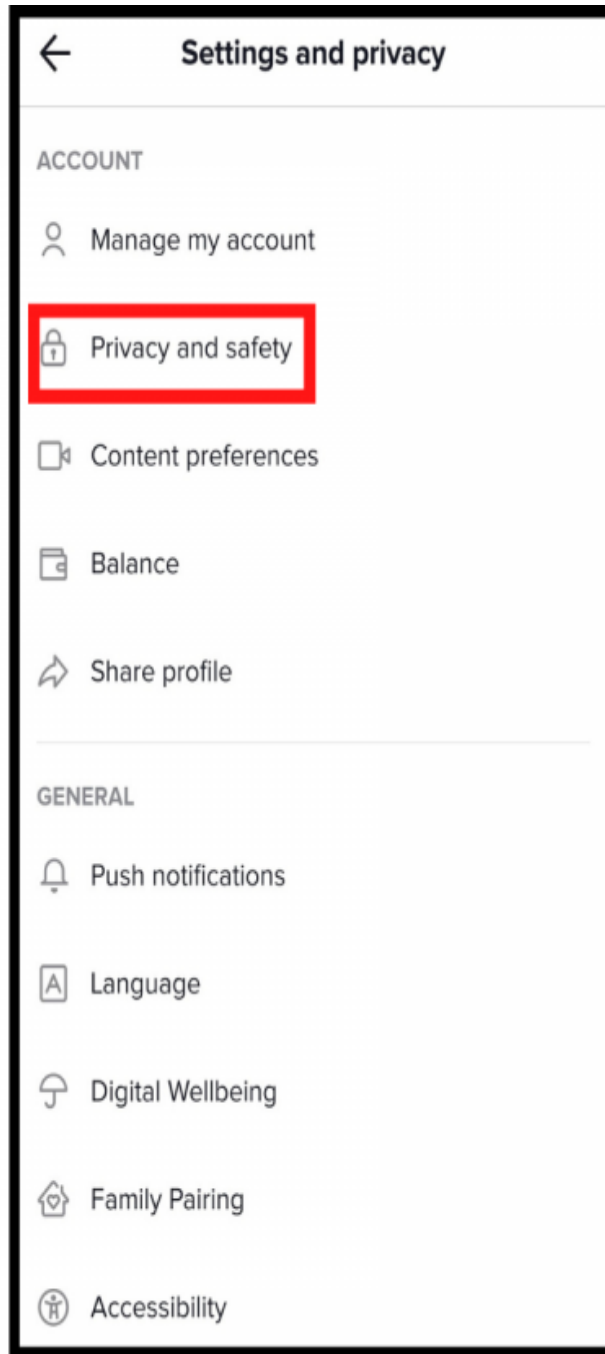 Settings and privacy
ACCOUNT
Manage my account
Privacy and safety
Content preferences
Balance
Share profile
GENERAL
Push notifications
A Language
Digital Wellbeing
Family Pairing
Accessibility